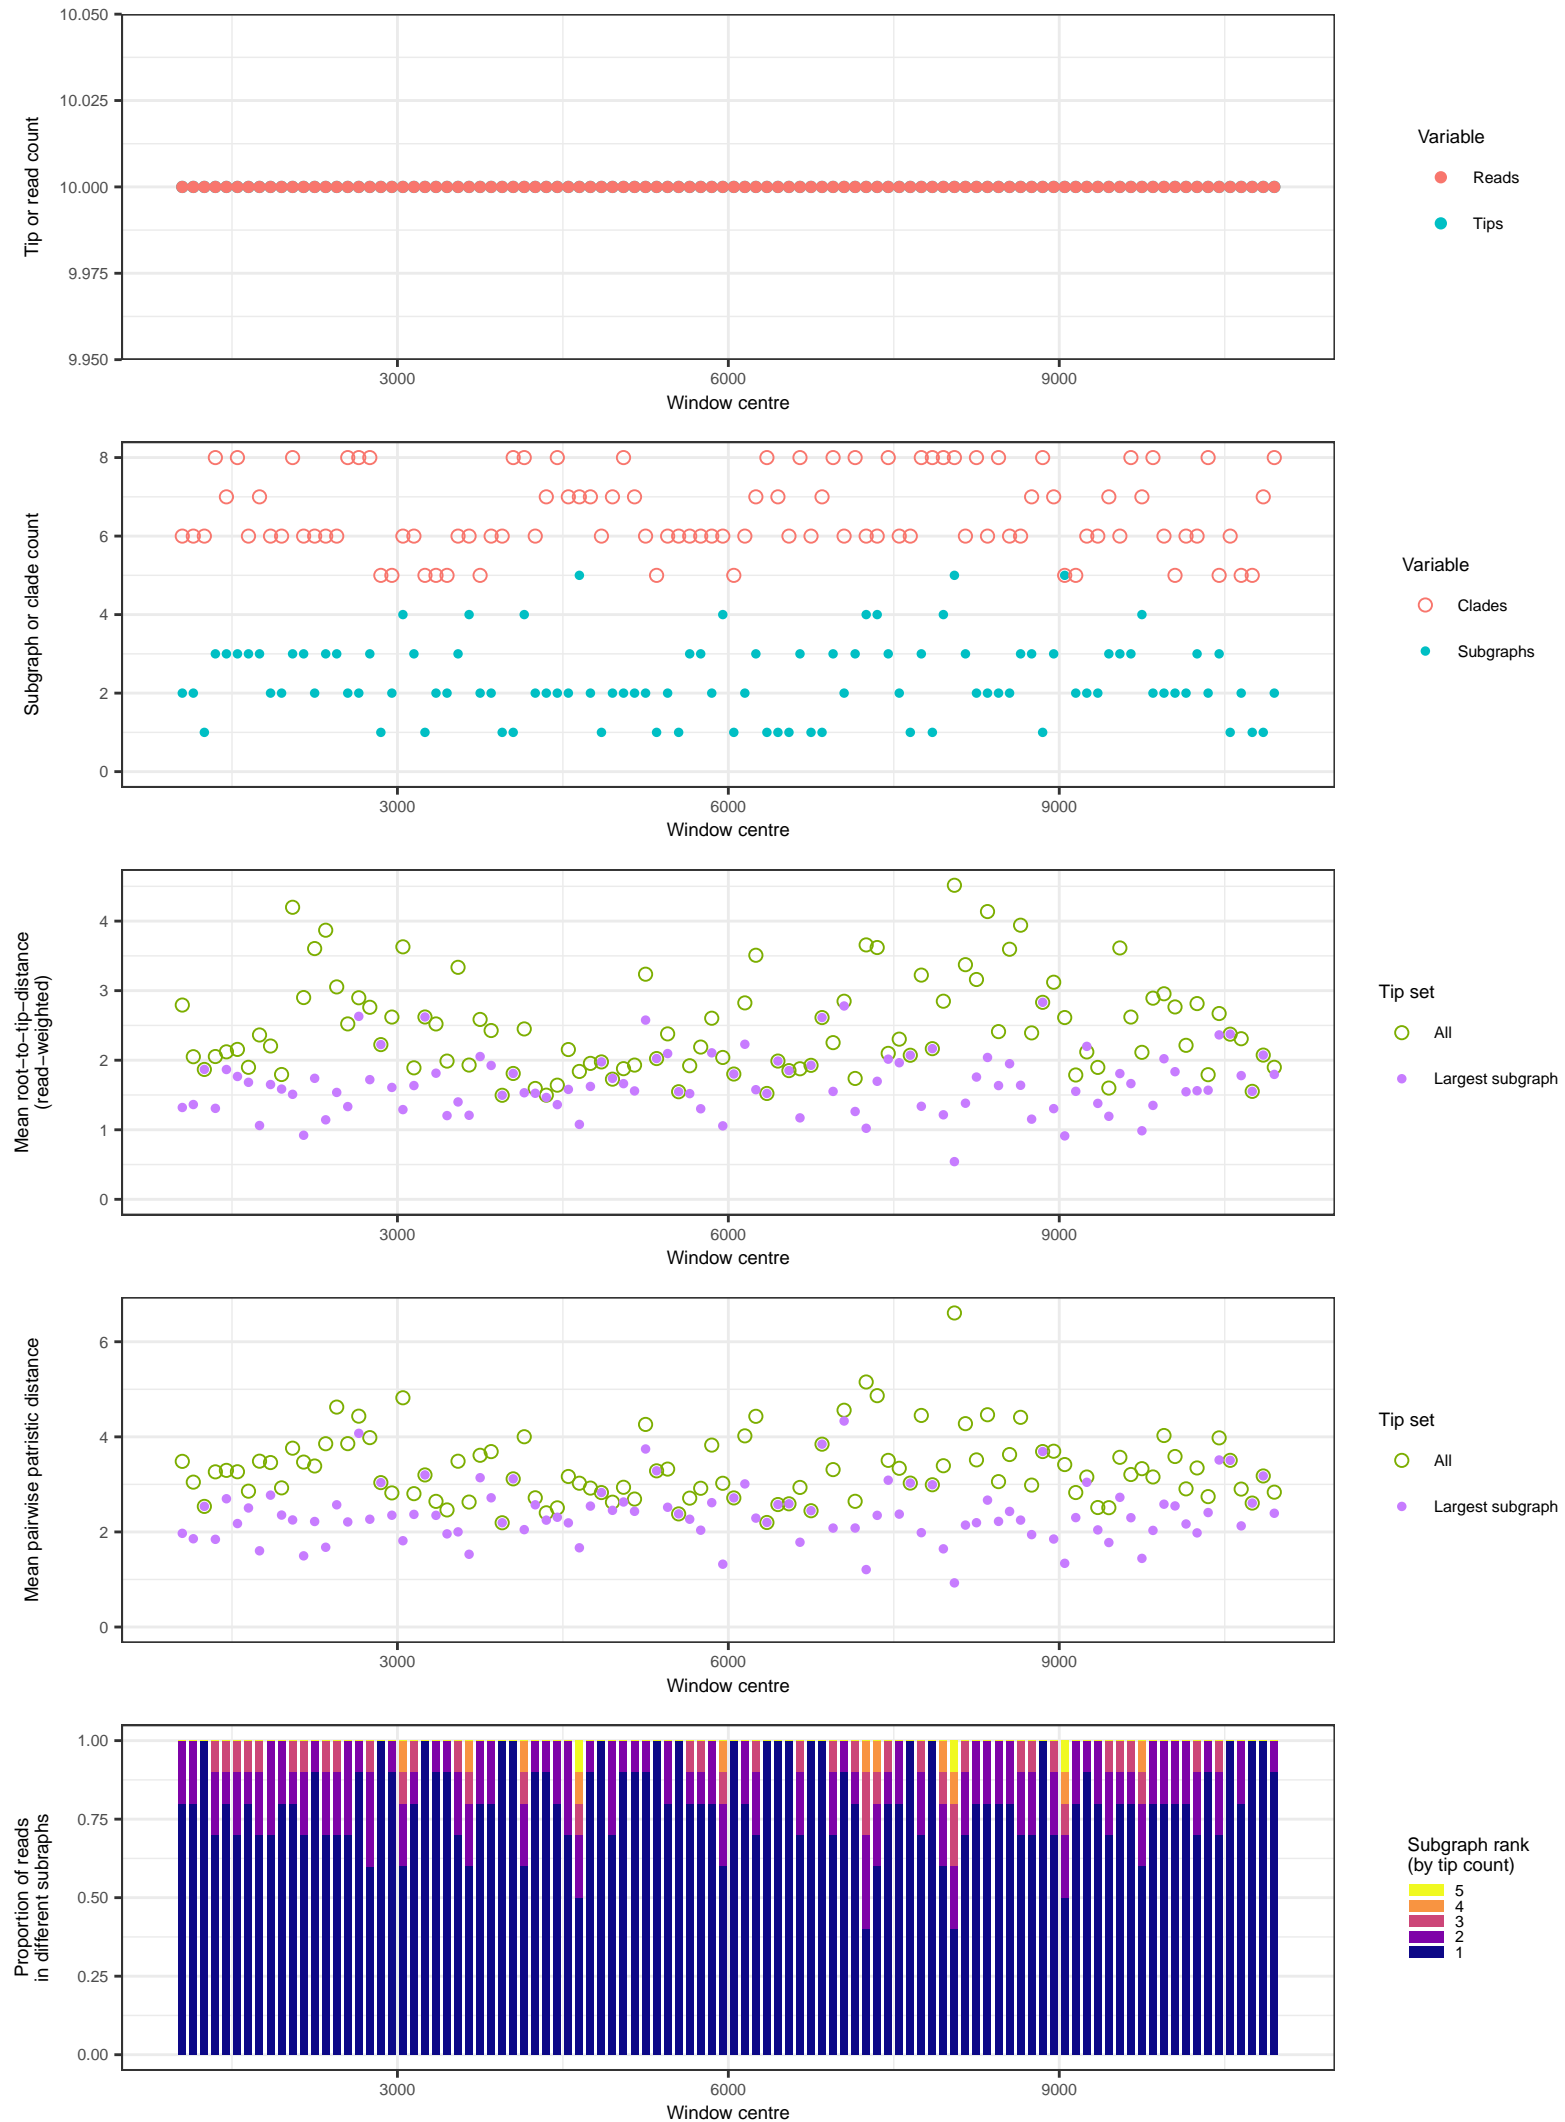 10.050
10.025
10.000
9.975
9.950
Tip or read count
3000
6000
9000
Window centre
Variable
Reads
Tips
8
6
4
2
0
Subgraph or clade count
3000
6000
9000
Window centre
Variable
Clades
Subgraphs
4
3
2
1
0
Mean root−to−tip−distance
(read−weighted)
3000
6000
9000
Window centre
Tip set
All
Largest subgraph
6
4
2
0
Mean pairwise patristic distance
3000
6000
9000
Window centre
Tip set
All
Largest subgraph
1.00
0.75
0.50
0.25
0.00
Proportion of reads
in different subraphs
3000
6000
9000
Window centre
Subgraph rank
(by tip count)
5
4
3
2
1